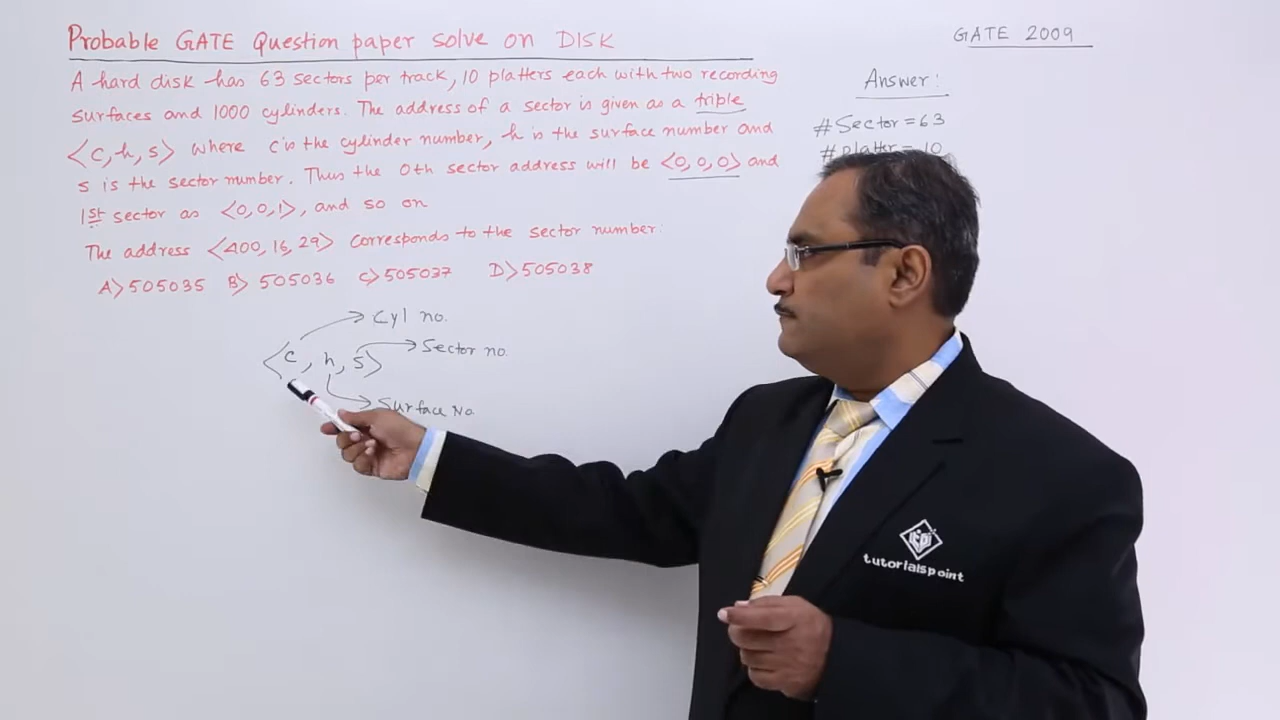 Probable GATE Question paper solve on DISK
A hard disk has 63 sectors per track, 10 platters each with two recording
surfaces and 1000 cylinders. The address of a sector is given as a triple
<C, h, s> where c is the cylinder number, h is the surface number and
s is the sector number. Thus the 0th sector address will be <0, 0, 0> and
1st sector as <0, 0, 1>, and so on
The address <400, 16, 29> corresponds to the sector number:
A> 505035 B> 505036 C> 505037 D> 505038
Cyl no.
<c, h, s>
Sector no.
Surface No.
GATE 2009
Answer:
# Sector = 63
# platter = 10
tutorialspoint